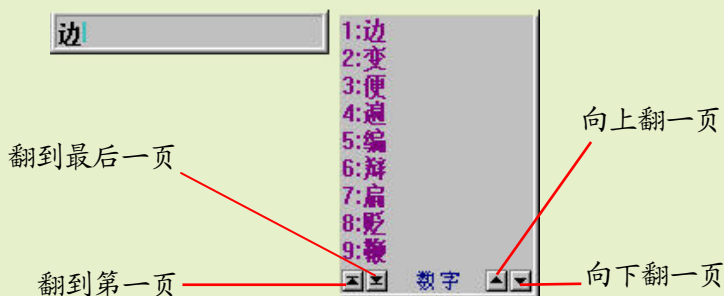 边
1:边
2:变
3:便
4:遍
5:编
6:辩
7:扁
8:贬
9:鞭
数字
翻到最后一页
翻到第一页
向上翻一页
向下翻一页